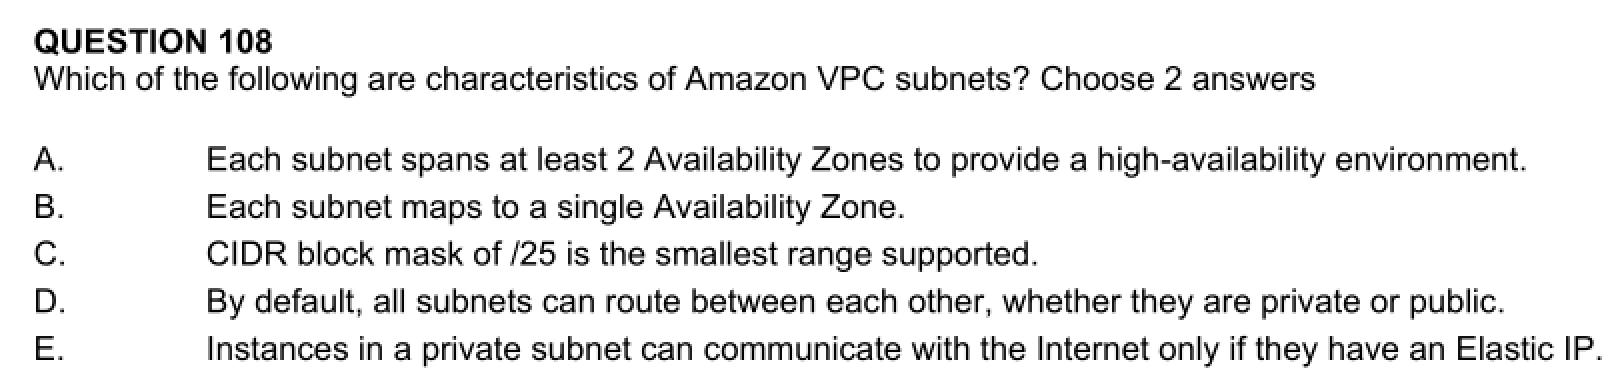 QUESTION 108
Which of the following are characteristics of Amazon VPC subnets? Choose 2 answers
A. Each subnet spans at least 2 Availability Zones to provide a high-availability environment.
B. Each subnet maps to a single Availability Zone.
C. CIDR block mask of /25 is the smallest range supported.
D. By default, all subnets can route between each other, whether they are private or public.
E. Instances in a private subnet can communicate with the Internet only if they have an Elastic IP.